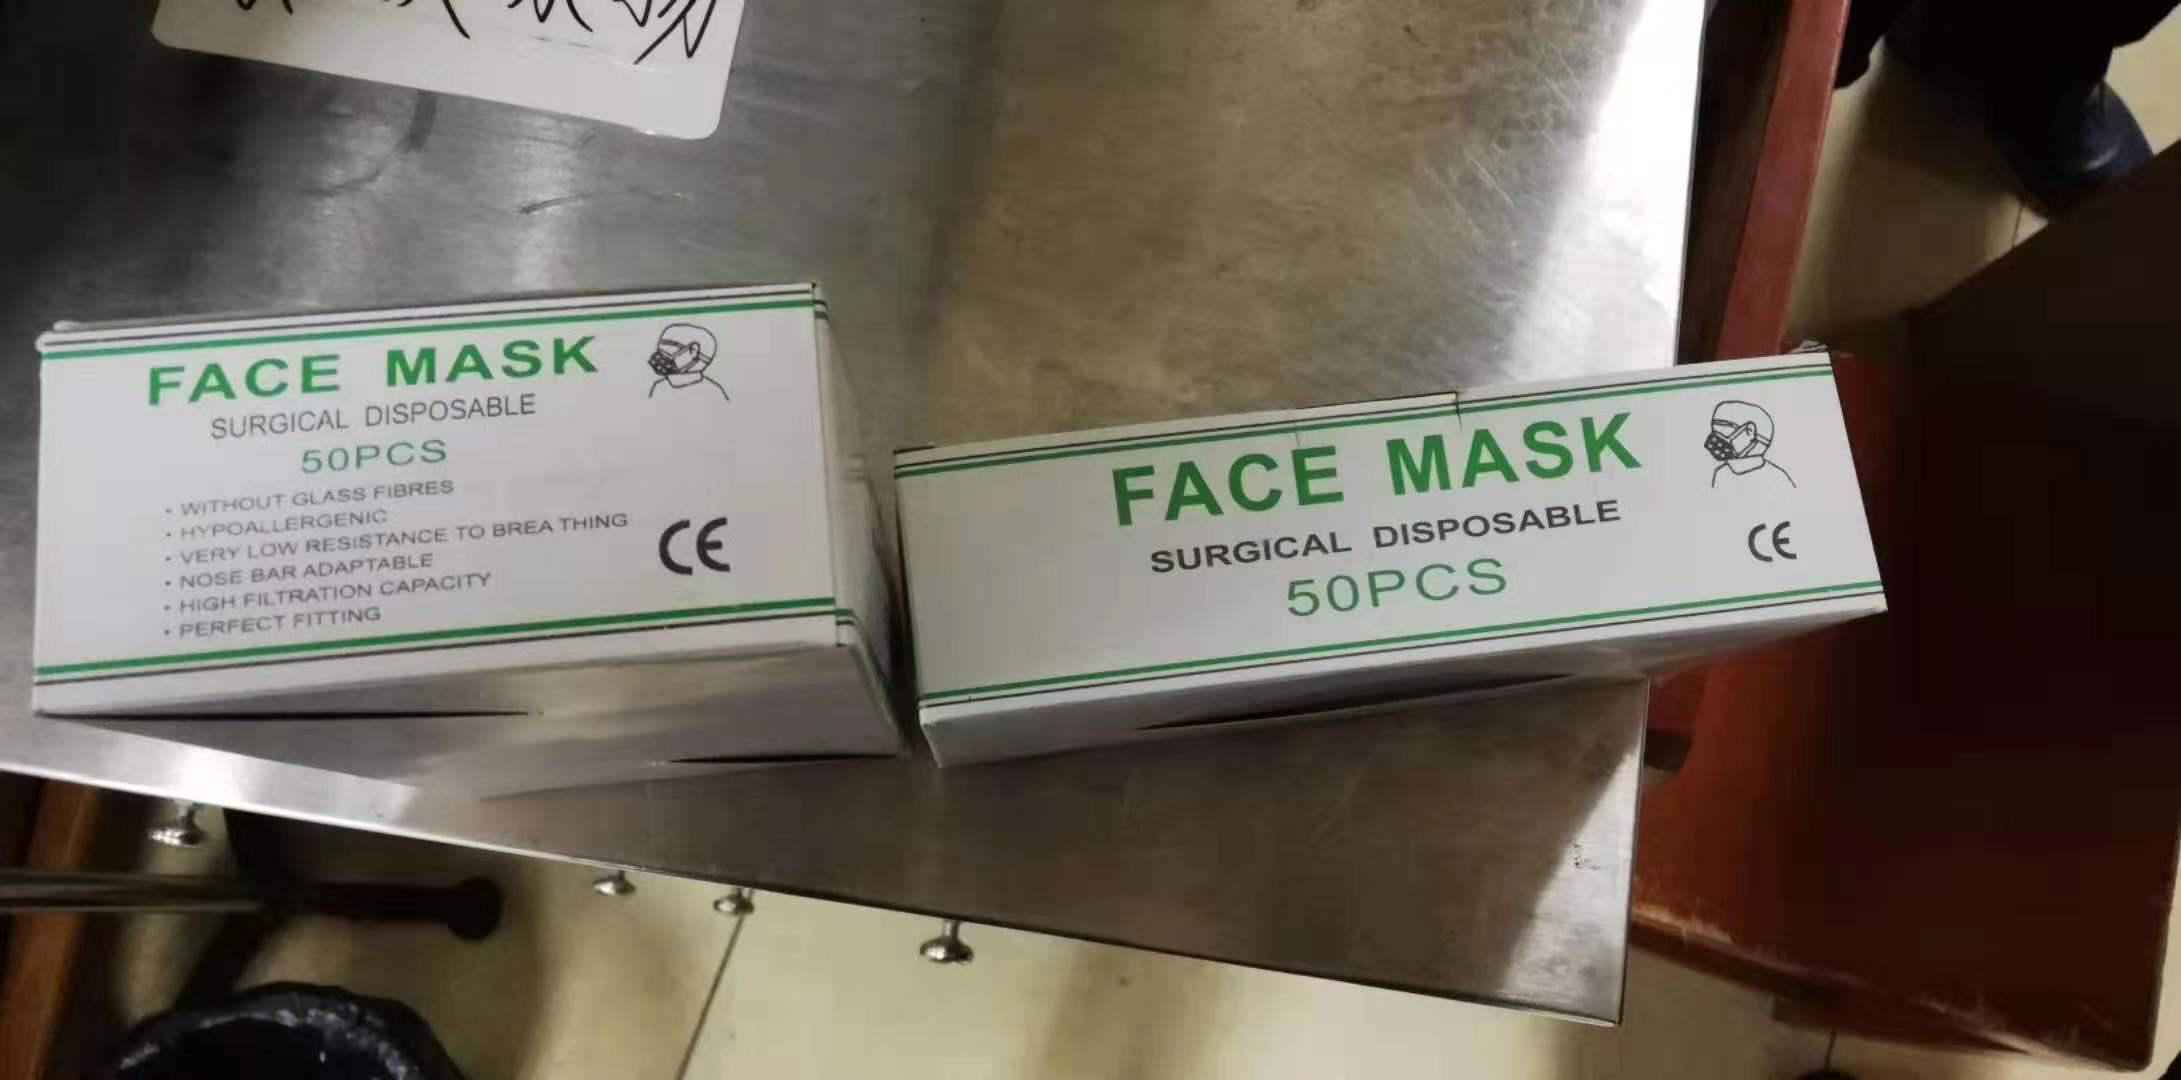 FACE MASK
SURGICAL DISPOSABLE
50PCS
· WITHOUT GLASS FIBRES
· HYPOALLERGENIC
· VERY LOW RESISTANCE TO BREA THING
· NOSE BAR ADAPTABLE
· HIGH FILTRATION CAPACITY
· PERFECT FITTING
CE
FACE MASK
SURGICAL DISPOSABLE
50PCS
CE